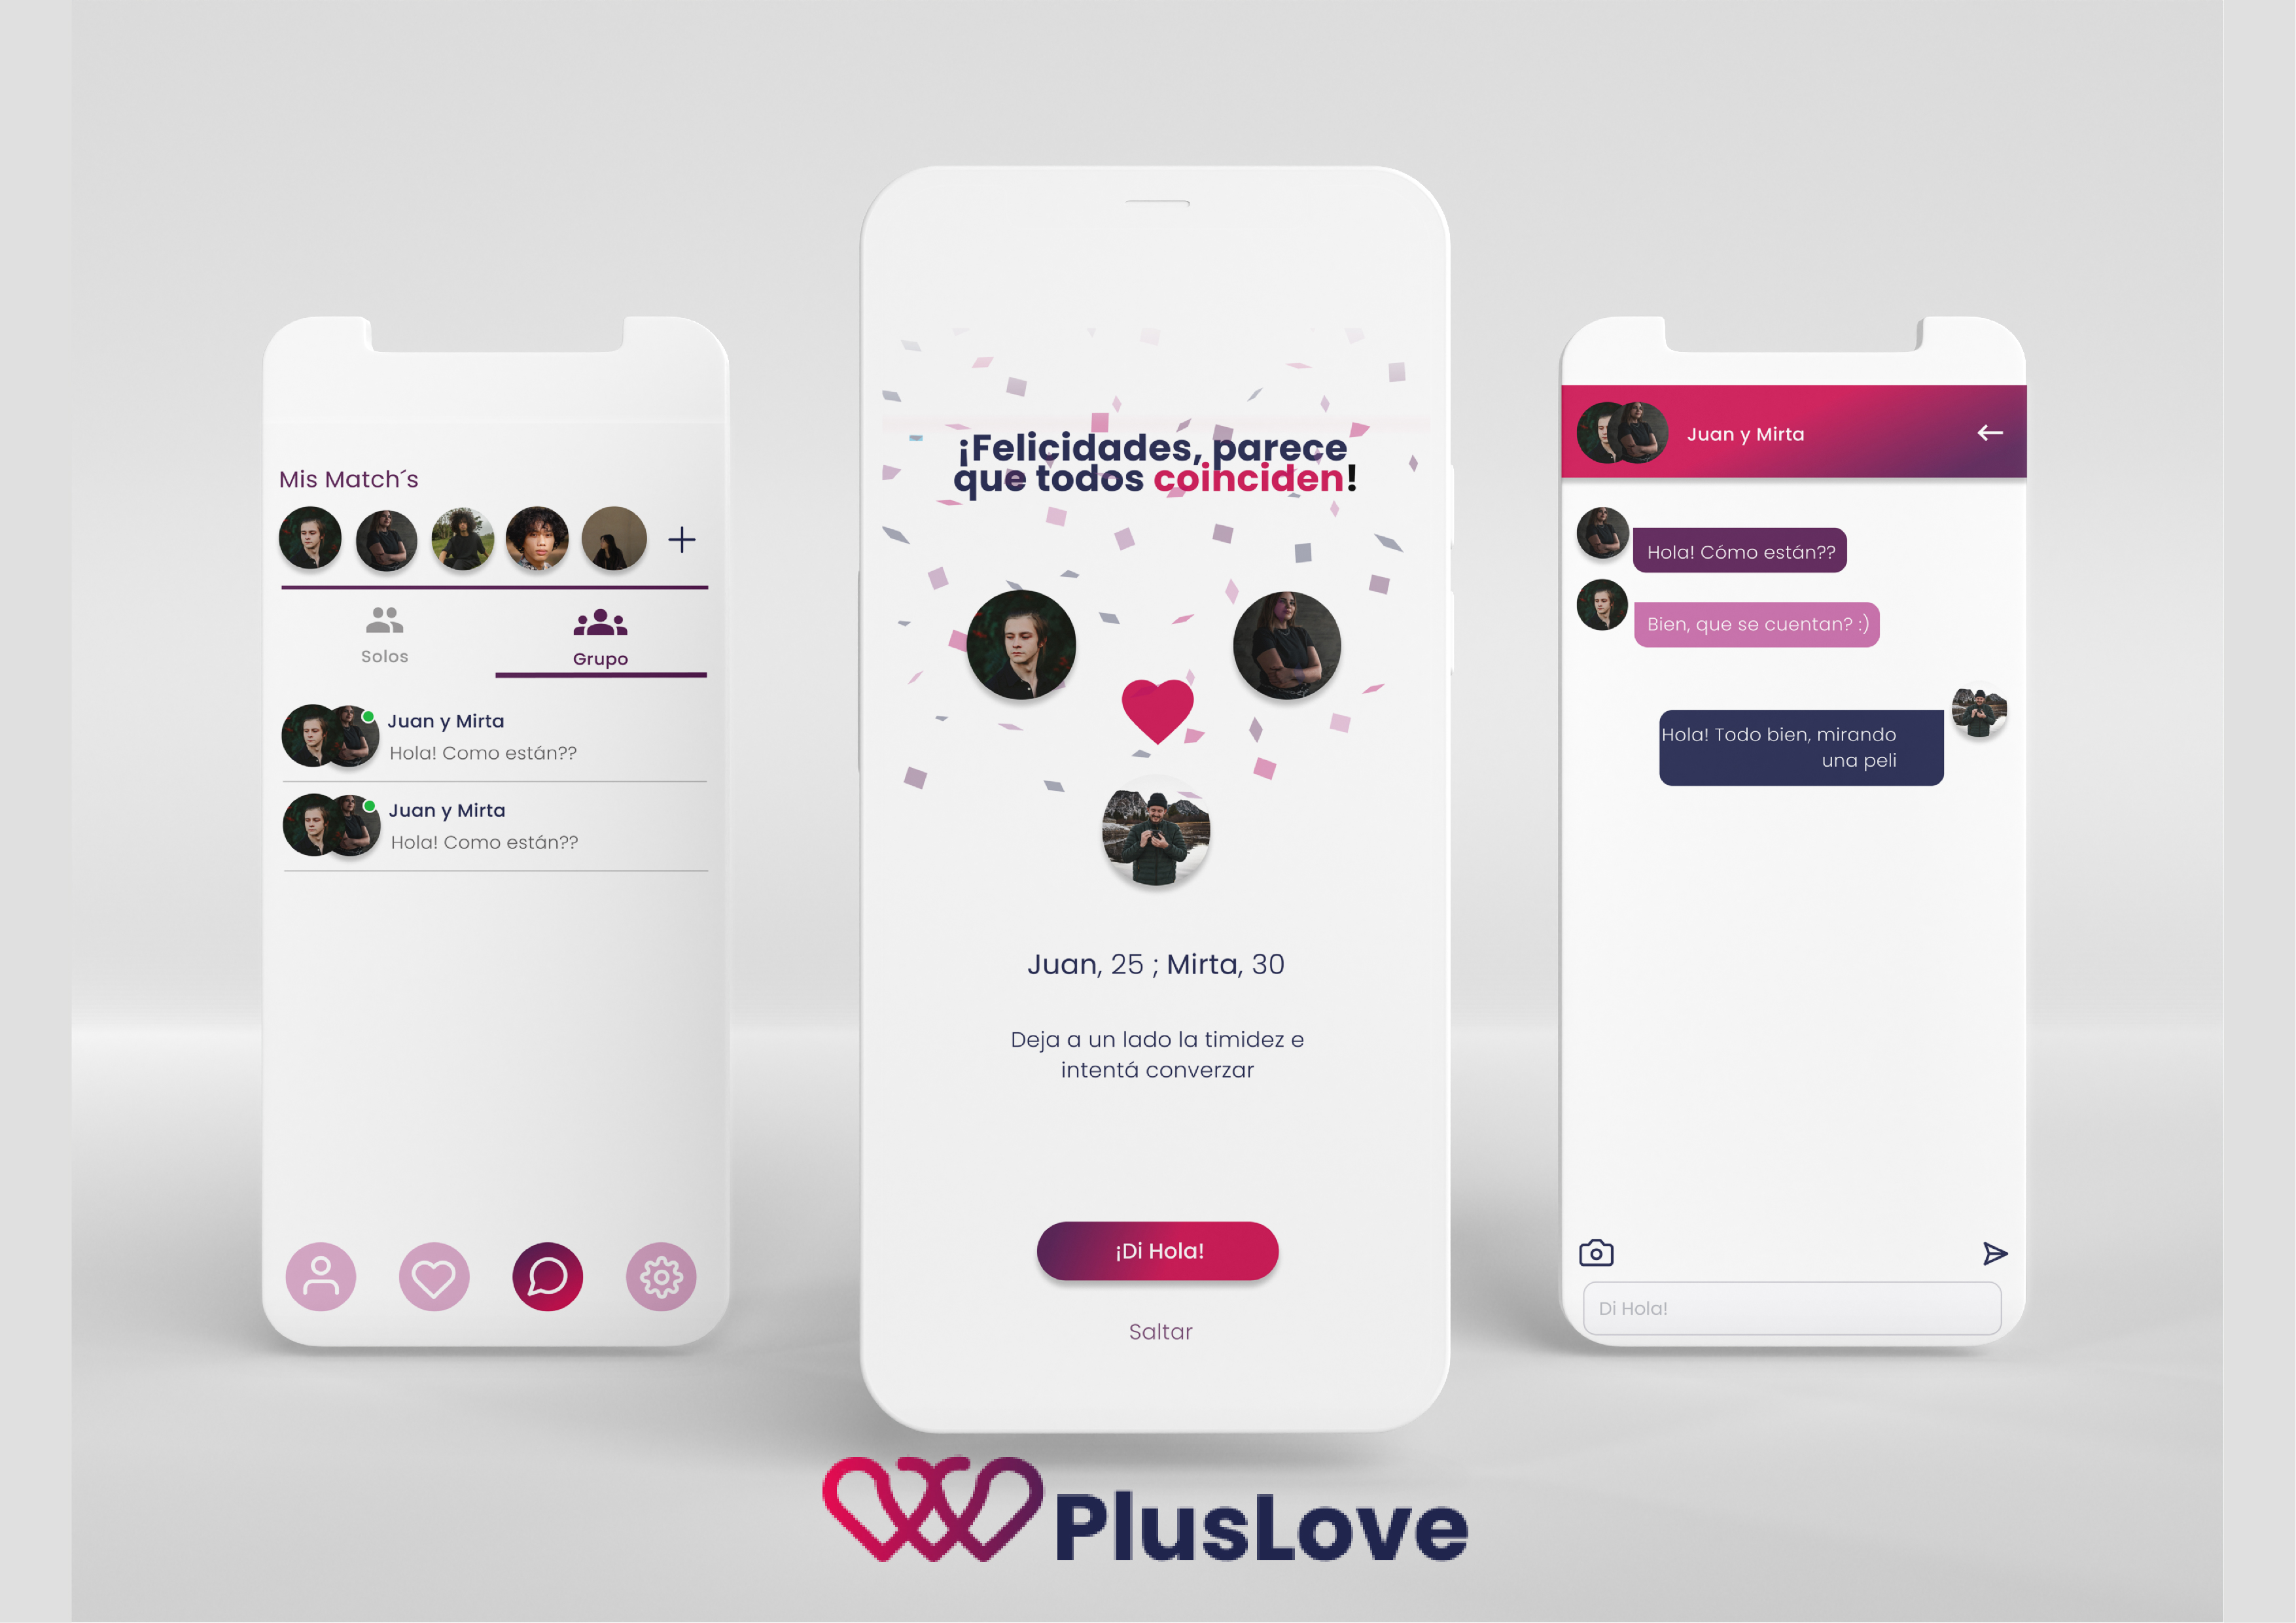 Mis Match´s
Solos
Grupo
Juan y Mirta
Hola! Como están??
Juan y Mirta
Hola! Como están??
¡Felicidades, parece
que todos coinciden!
Juan, 25 ; Mirta, 30
Deja a un lado la timidez e
intentá converzar
¡Di Hola!
Saltar
Juan y Mirta
Hola! Cómo están??
Bien, que se cuentan? :)
Hola! Todo bien, mirando
una peli
Di Hola!
PlusLove